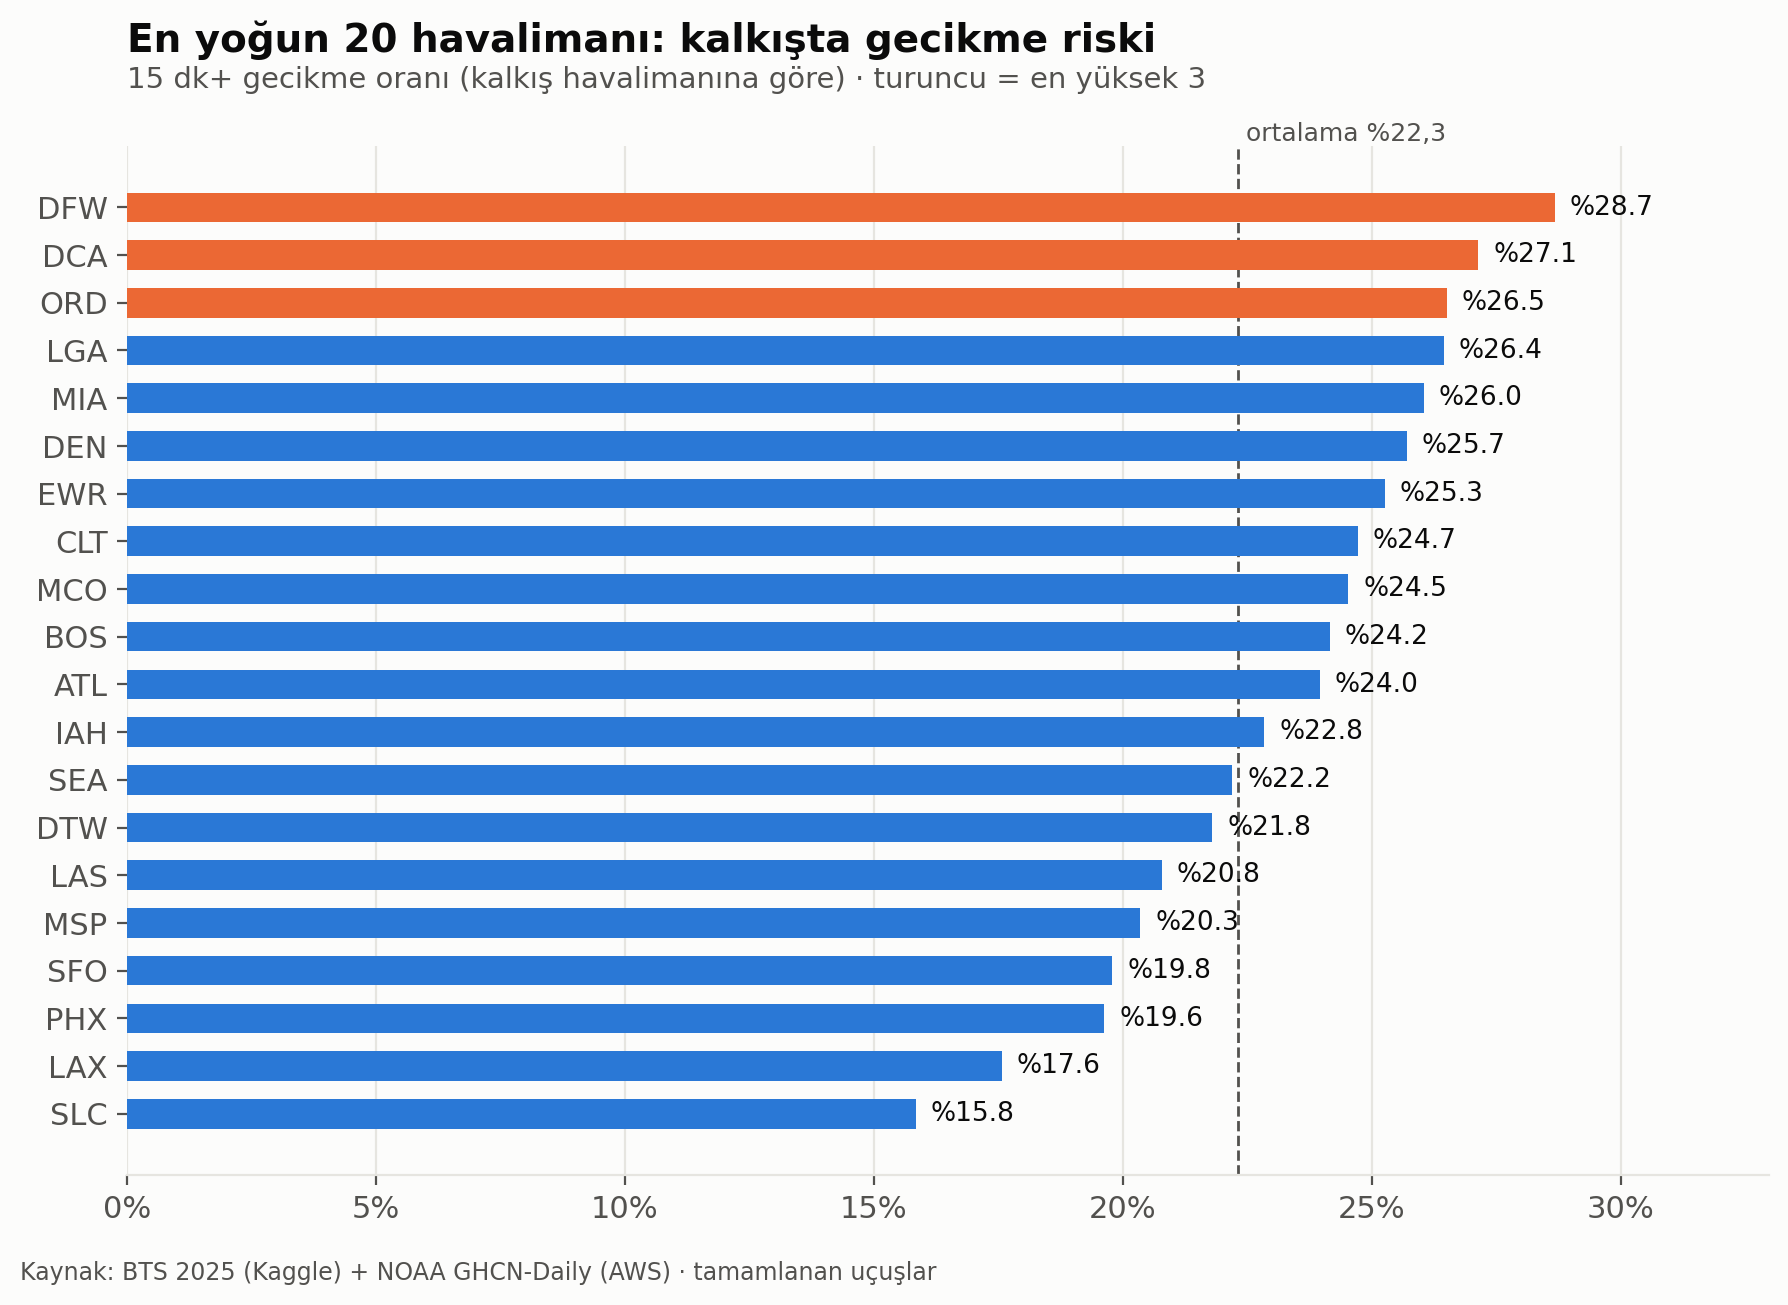 En yoğun 20 havalimanı: kalkışta gecikme riski
15 dk+ gecikme oranı (kalkış havalimanına göre) · turuncu = en yüksek 3
ortalama %22,3
DFW %28.7
DCA %27.1
ORD %26.5
LGA %26.4
MIA %26.0
DEN %25.7
EWR %25.3
CLT %24.7
MCO %24.5
BOS %24.2
ATL %24.0
IAH %22.8
SEA %22.2
DTW %21.8
LAS %20.8
MSP %20.3
SFO %19.8
PHX %19.6
LAX %17.6
SLC %15.8
0% 5% 10% 15% 20% 25% 30%
Kaynak: BTS 2025 (Kaggle) + NOAA GHCN-Daily (AWS) · tamamlanan uçuşlar